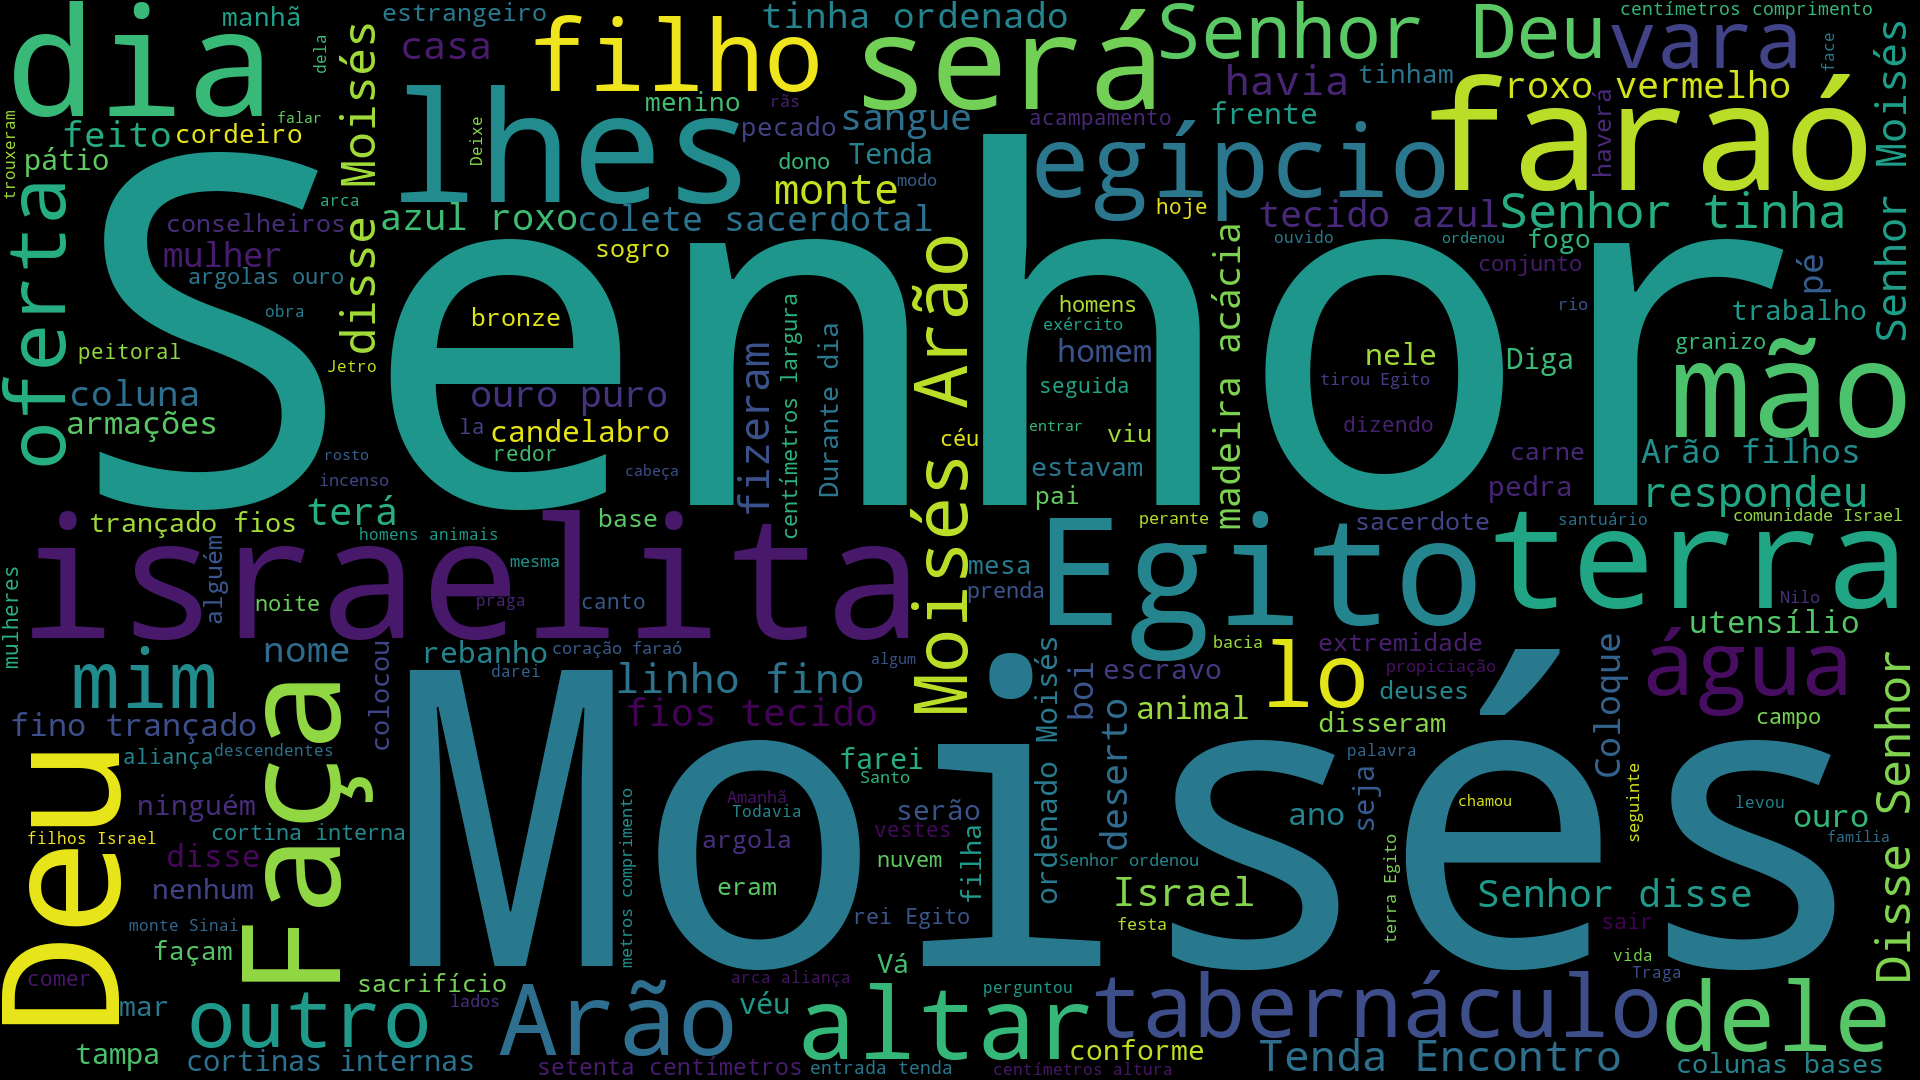 dia
manhã
dela
estrangeiro
casa
filho
tinha ordenado
será
Senhor Deu
centímetros comprimento
vara
face
Senhor Moisés
disse Moisés
lhes
menino
rãs
havia
tinham
roxo vermelho
faraó
haverá
trouxeram
feito
cordeiro
falar
Deixe
pecado
sangue
acampamento
frente
egípcio
pátio
dono
Tenda
monte
modo
hoje
oferta
arca
conselheiros
azul roxo
colete sacerdotal
tecido azul
Senhor tinha
mulher
sogro
ouvido
ordenou
fogo
pé
argolas ouro
conjunto
Senhor
obra
bronze
homens
rio
trabalho
exército
peitoral
Jetro
centímetros largura
Durante dia
Moisés Arão
madeira acácia
homem
nele
Diga
granizo
mão
coluna
ouro puro
fizeram
seguida
tirou Egito
armações
la
candelabro
céu
entrar
viu
dizendo
rosto
redor
cabeça
estavam
carne
Arão filhos
incenso
pai
pedra
respondeu
trançado fios
terá
base
perante
sacerdote
santuário
comunidade Israel
homens animais
israelita
Egito
terra
mulheres
alguém
mesma
mesa
noite
praga
canto
prenda
Nilo
utensílio
nome
rebanho
coração faraó
algum
bacia
extremidade
água
mim
darei
linho fino
boi
escravo
lo
propiciação
deuses
Coloque
fino trançado
colocou
fios tecido
animal
disseram
campo
Deu
Faça
Moisés
aliança
descendentes
farei
Santo
ordenado Moisés
deserto
palavra
seja
Disse Senhor
ninguém
metros comprimento
Amanhã
Todavia
serão
chamou
seguinte
levou
filhos Israel
cortina interna
argola
vestes
filha
ano
ouro
família
disse
nuvem
Senhor ordenou
terra Egito
nenhum
eram
Israel
Senhor disse
monte Sinai
rei Egito
festa
sair
façam
vida
comer
sacrifício
arca aliança
Vá
Traga
mar
outro
lados
Arão
véu
altar
perguntou
tabernáculo
dele
tampa
cortinas internas
setenta centímetros
entrada tenda
conforme
centímetros altura
Tenda Encontro
colunas bases